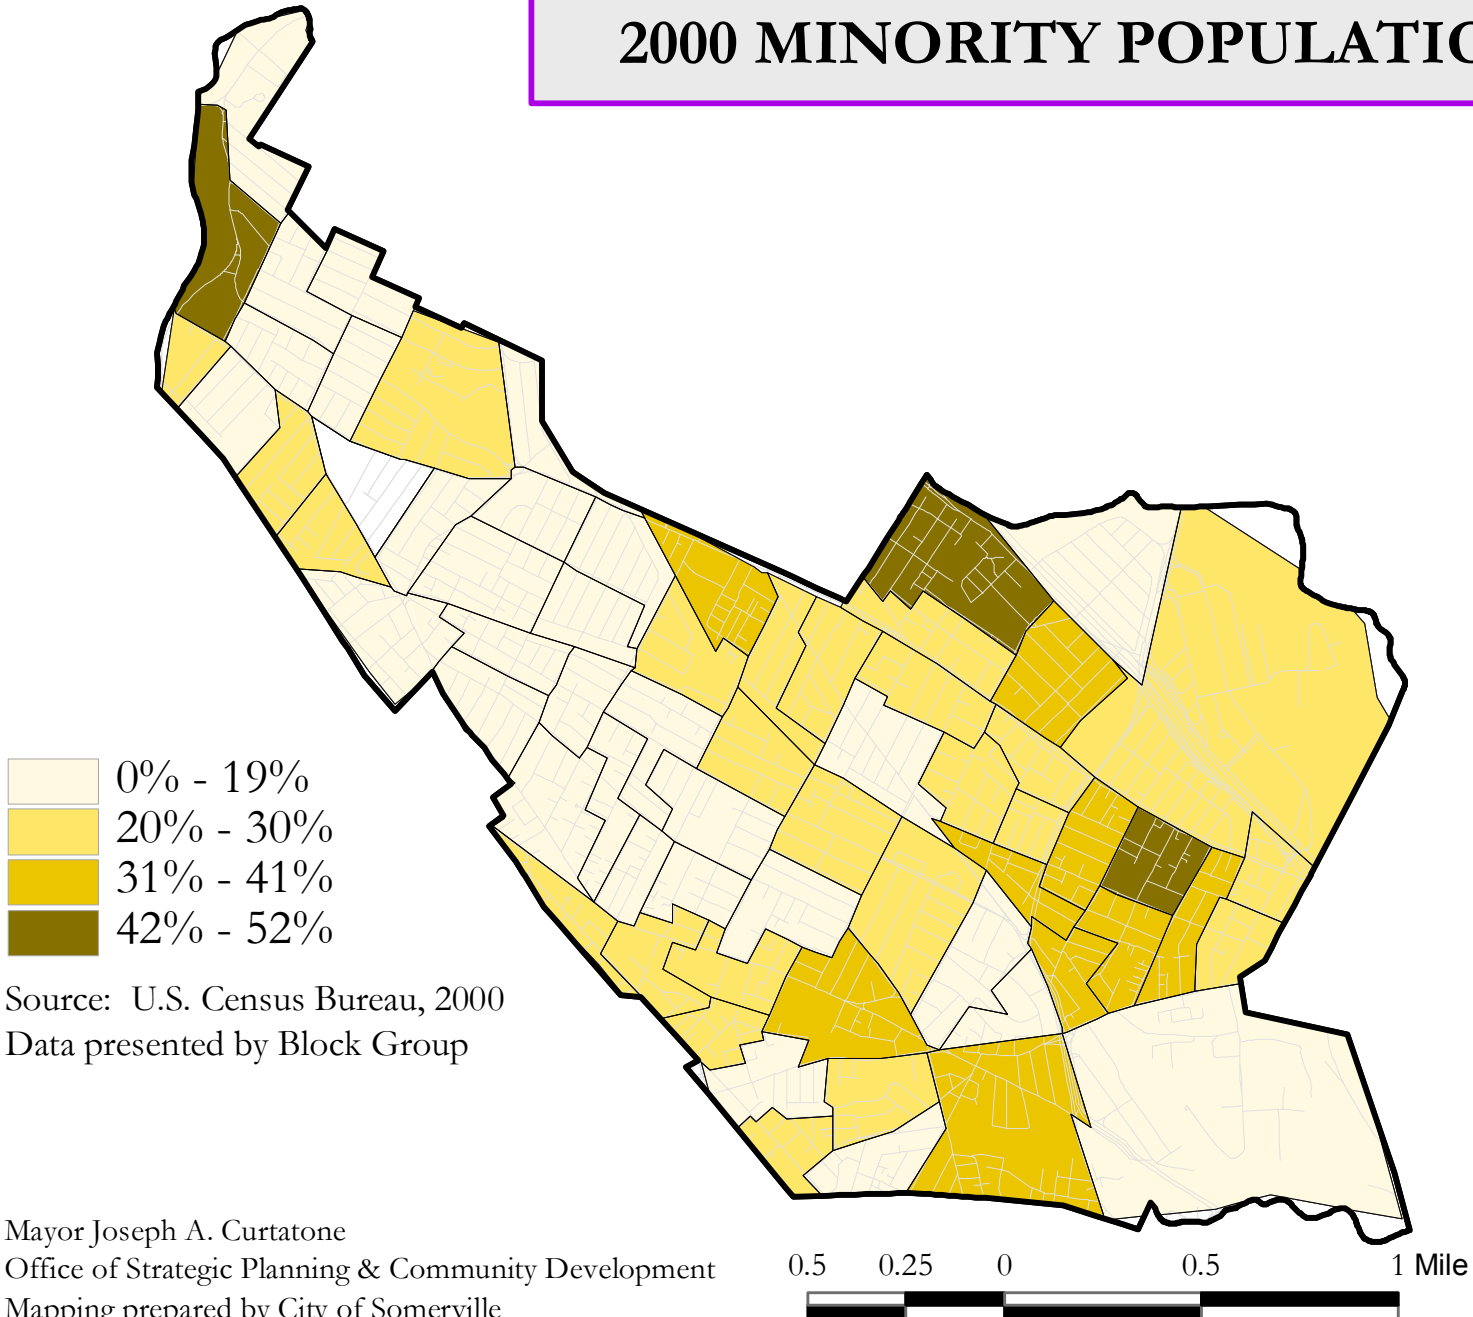 2000 MINORITY POPULATIO
0% - 19%
20% - 30%
31% - 41%
42% - 52%
Source: U.S. Census Bureau, 2000
Data presented by Block Group
Mayor Joseph A. Curtatone
Office of Strategic Planning & Community Development
Mapping prepared by City of Somerville
0.5 0.25 0 0.5 1 Mile